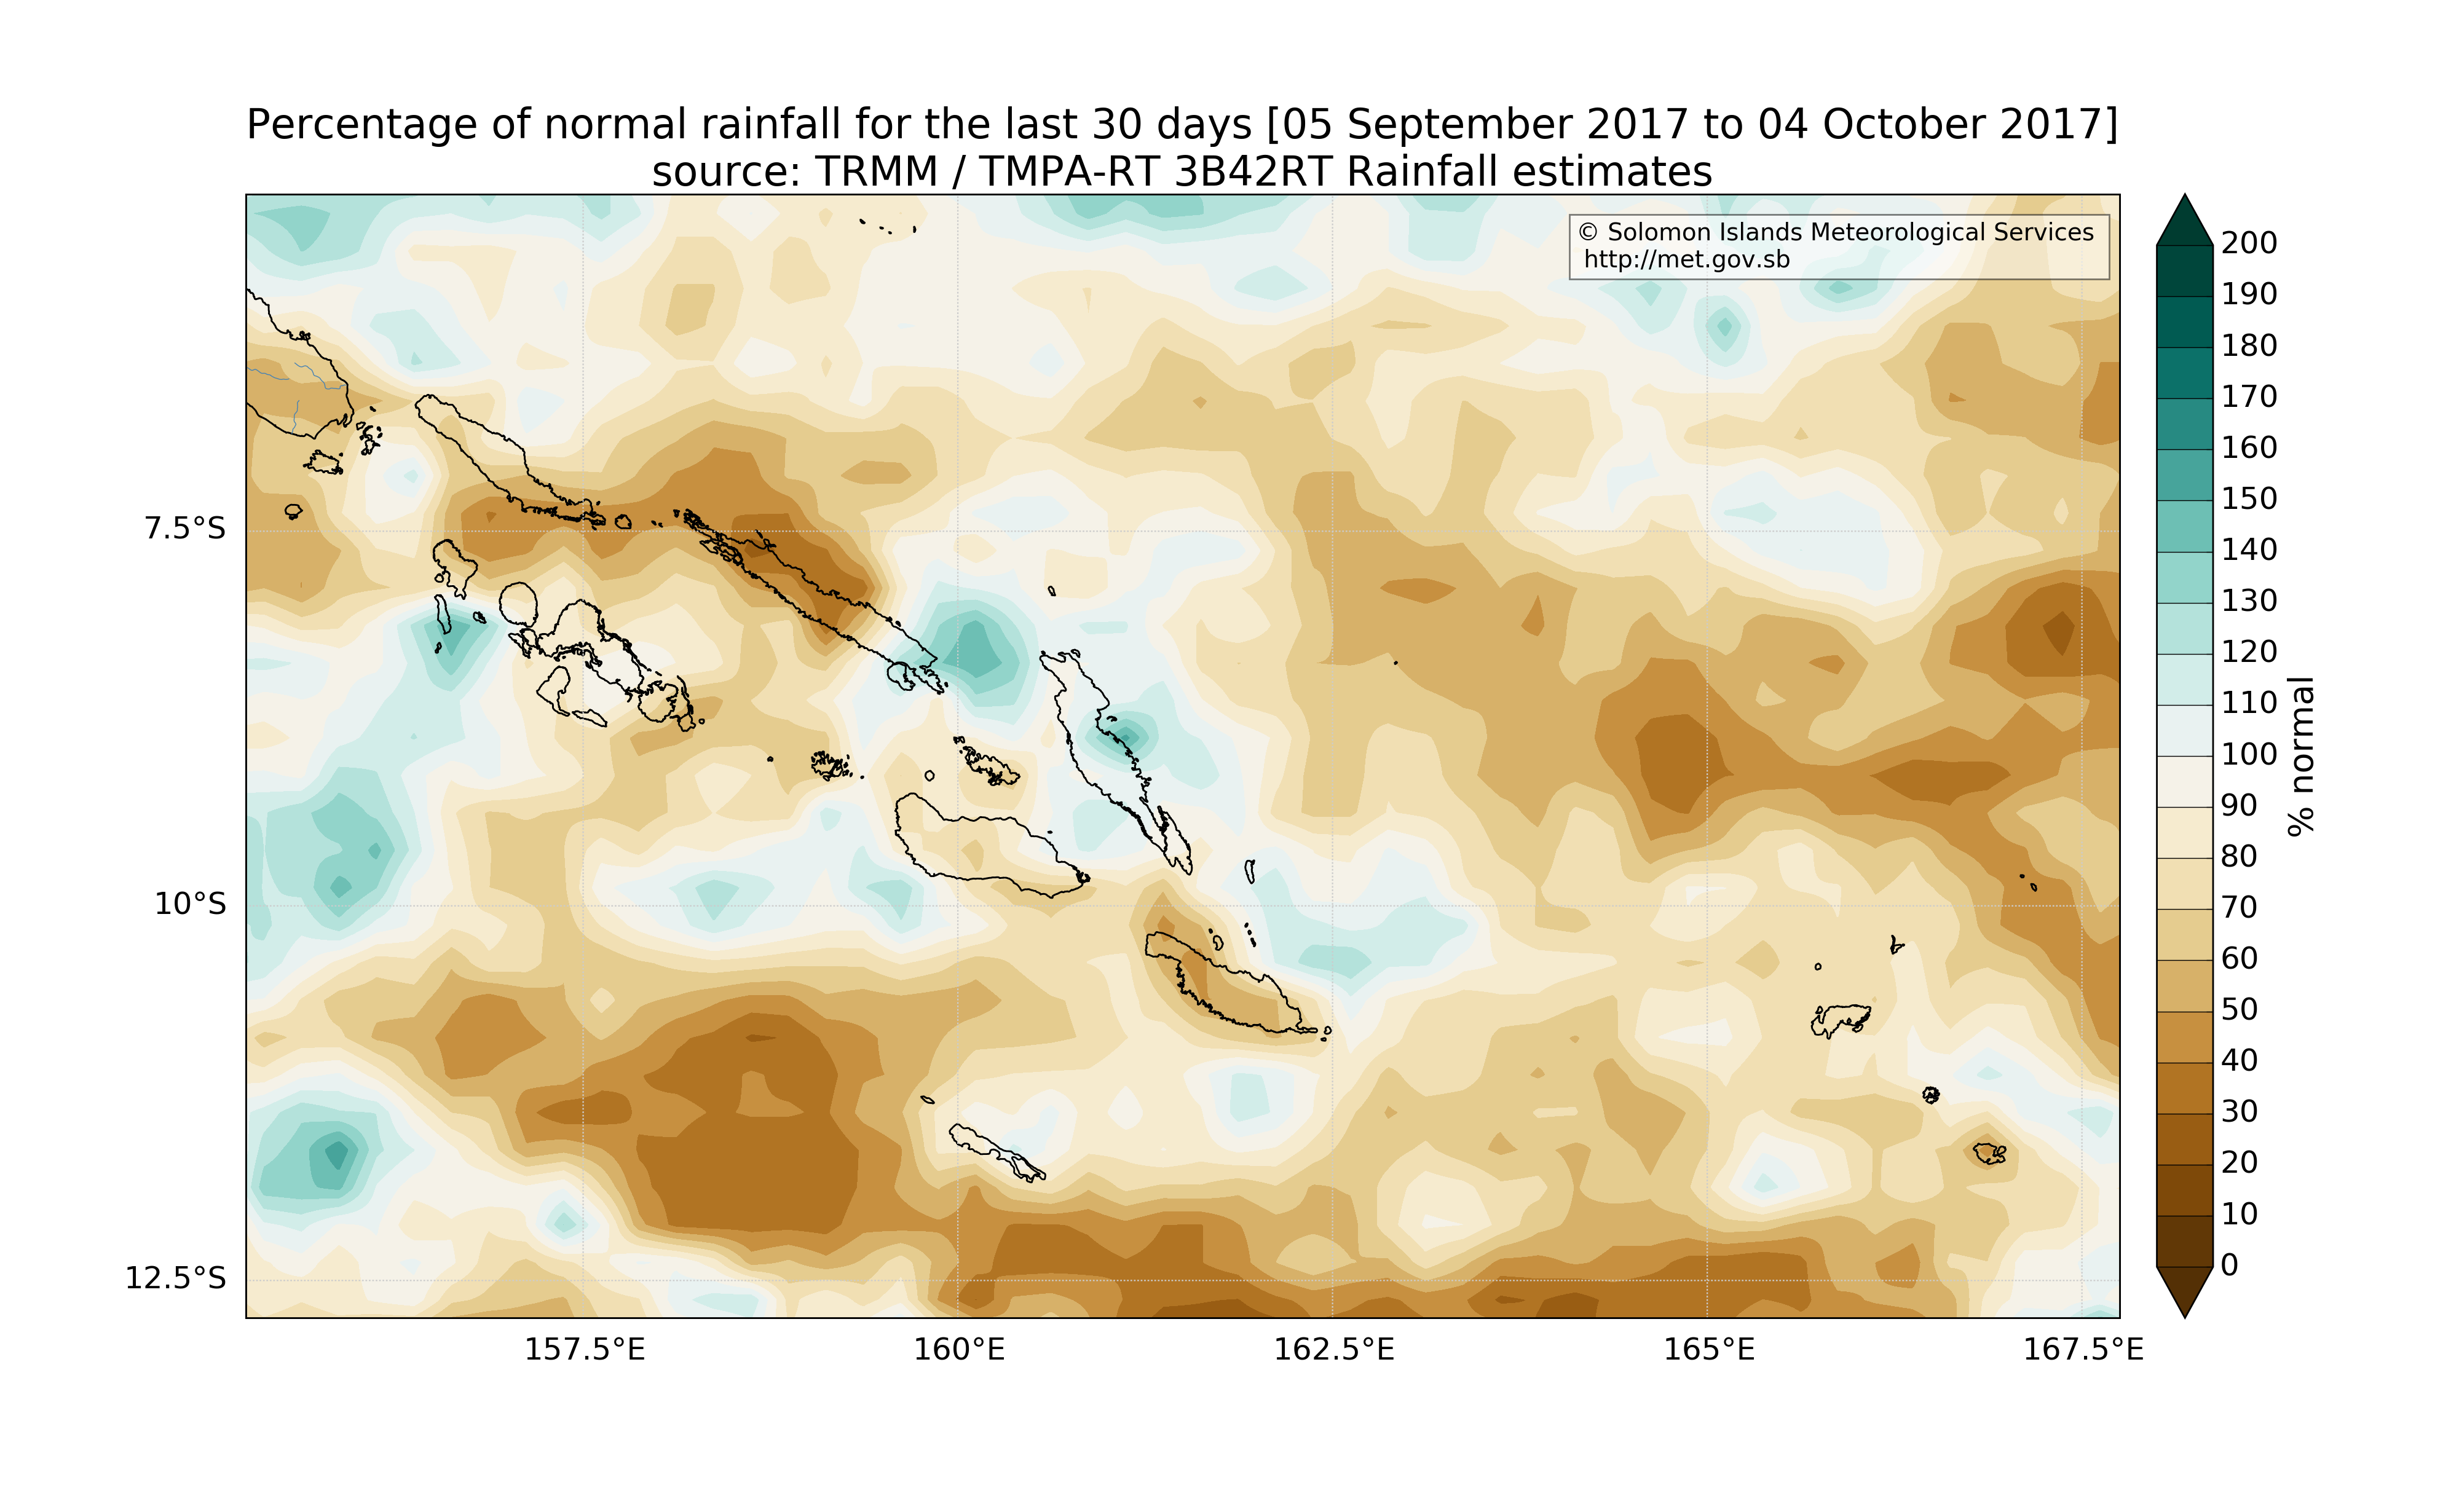 Percentage of normal rainfall for the last 30 days [05 September 2017 to 04 October 2017]
source: TRMM / TMPA-RT 3B42RT Rainfall estimates
© Solomon Islands Meteorological Services
http://met.gov.sb
7.5°S
10°S
12.5°S
157.5°E
160°E
162.5°E
165°E
167.5°E
200
190
180
170
160
150
140
130
120
110
100
90
80
70
60
50
40
30
20
10
0
% normal